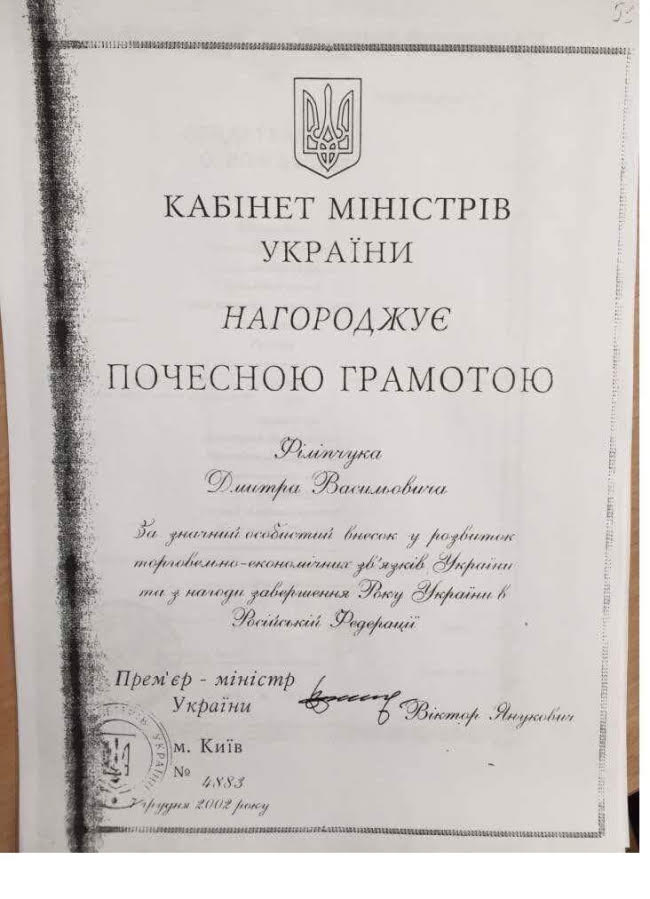 КАБІНЕТ МІНІСТРІВ
УКРАЇНИ
НАГОРОДЖУЄ
ПОЧЕСНОЮ ГРАМОТОЮ
Філіпчука
Дмитра Васильовича
За значний особистий внесок у розвиток
торговельно-економічних зв'язків України
та з нагоди завершення Року України в
Російській Федерації
Прем'єр - міністр
України
Віктор Янукович
м. Київ
№ 4883
грудня 2002 року